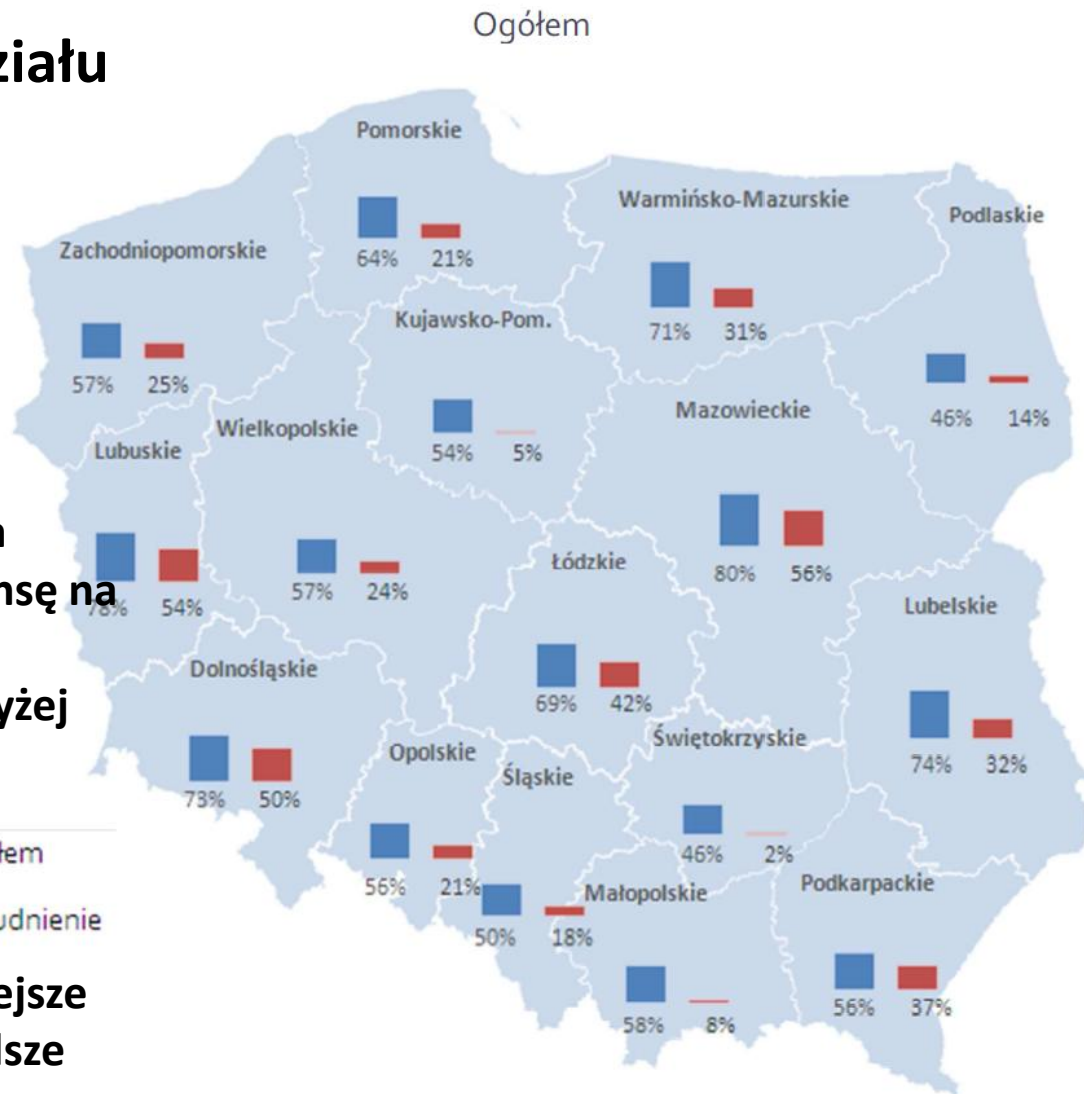 Ogółem
działu
Pomorskie
64% 21%
Warmińsko-Mazurskie
71% 31%
Podlaskie
46% 14%
Zachodniopomorskie
57% 25%
Kujawsko-Pom.
54% 5%
Mazowieckie
80% 56%
Wielkopolskie
57% 24%
Lubuskie
78% 54%
nsę na
yżej
Łódzkie
69% 42%
Lubelskie
74% 32%
Dolnośląskie
73% 50%
Opolskie
56% 21%
Śląskie
50% 18%
Świętokrzyskie
46% 2%
Małopolskie
58% 8%
Podkarpackie
56% 37%
łem
udnienie
ejsze
lsze